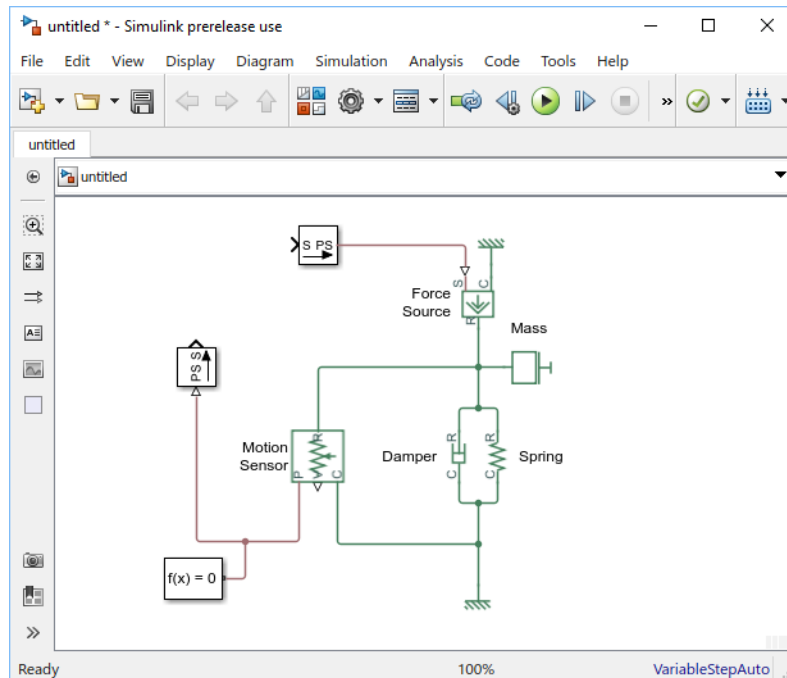 untitled * - Simulink prerelease use
File Edit View Display Diagram Simulation Analysis Code Tools Help
»
untitled
untitled
A
S PS
S C
Force
Source
R
Mass
PS S
Motion
Sensor
R
P C
Damper
R
C
R
C
Spring
f(x) = 0
»
Ready 100% VariableStepAuto